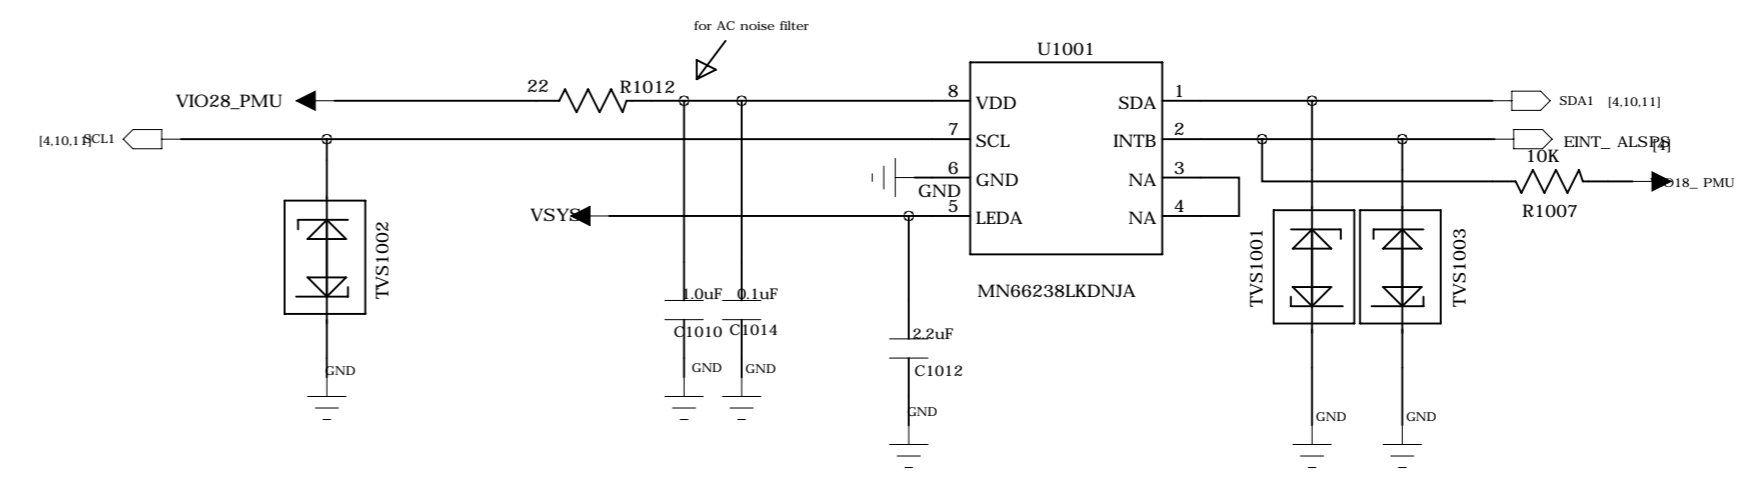 for AC noise filter
U1001
VIO28_PMU
22
R1012
8
VDD
SDA
1
SDA1 [4,10,11]
[4,10,11]
SCL1
7
SCL
INTB
2
EINT_ ALSPS
[4]
10K
6
GND
GND
NA
3
R1007
VSYS
5
LEDA
NA
4
TVS1002
TVS1001
TVS1003
MN66238LKDNJA
1.0uF
0.1uF
C1010
C1014
2.2uF
C1012
GND
GND
GND
GND
GND
GND